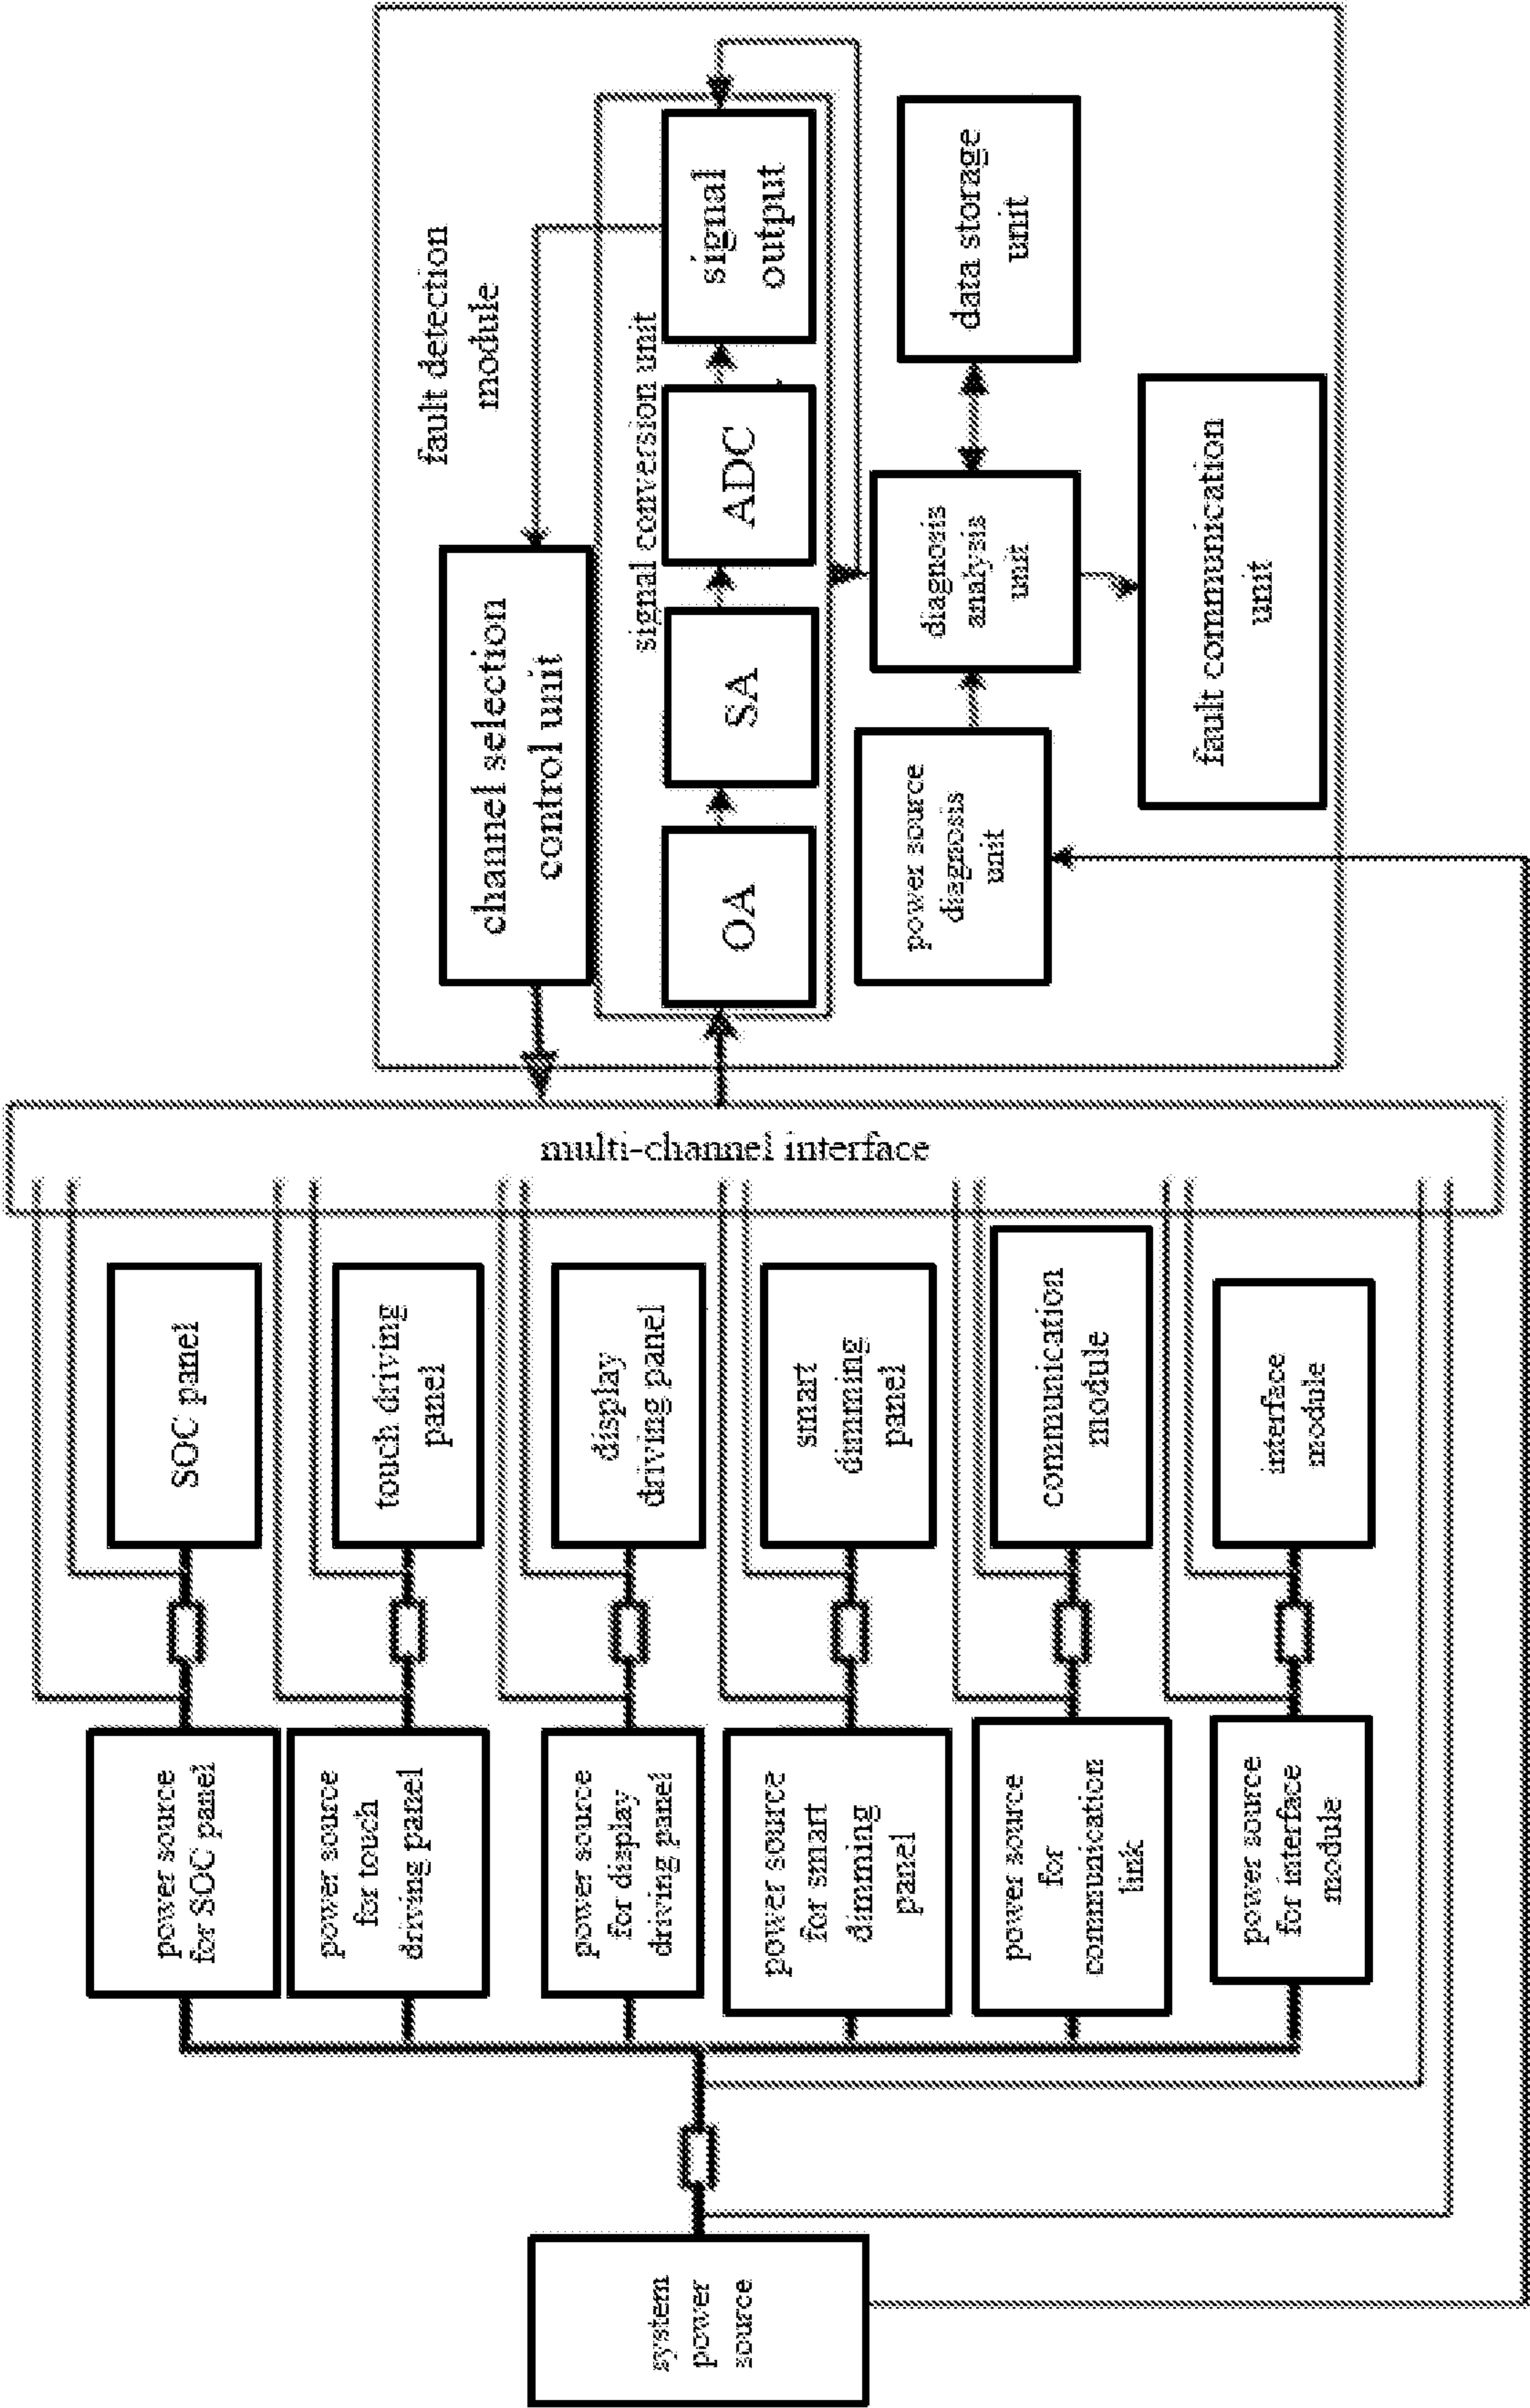 system
power
source
power source
for SOC panel
power source
for touch
driving panel
power source
for display
driving panel
power source
for smart
dimming
panel
power source
for
communication
link
power source
for interface
module
SOC panel
touch driving
panel
display
driving panel
smart
dimming
panel
communication
module
interface
module
multi-channel interface
fault detection
module
channel selection
control unit
signal conversion unit
OA
SA
ADC
signal
output
power source
diagnosis
unit
diagnosis
analysis
unit
data storage
unit
fault communication
unit